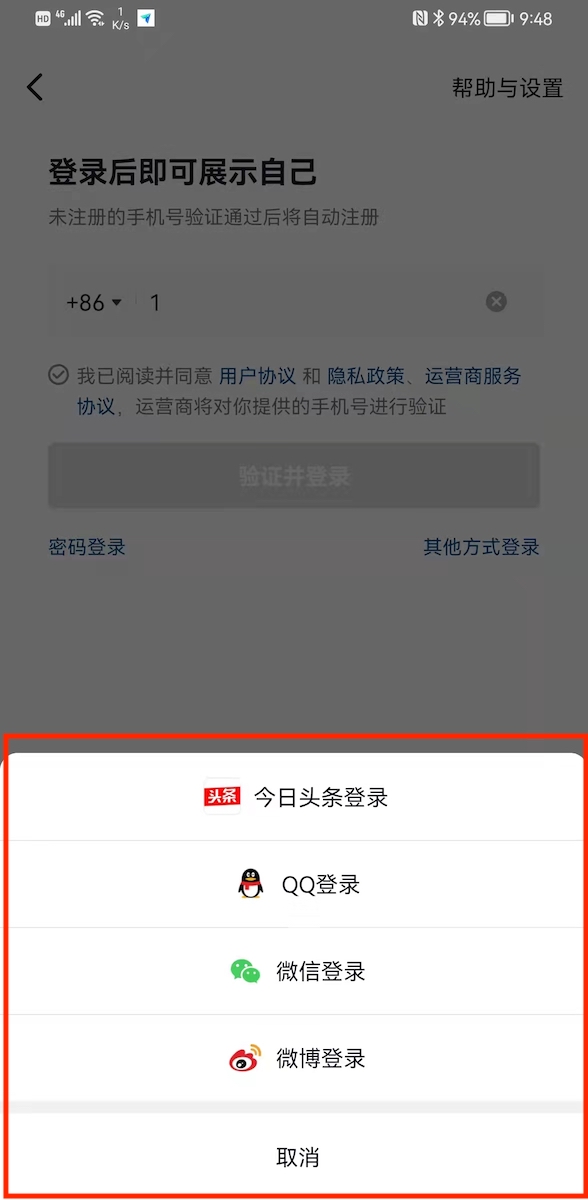 HD 4G 1 K/s 94% 9:48
帮助与设置
登录后即可展示自己
未注册的手机号验证通过后将自动注册
+86 1
我已阅读并同意 用户协议 和 隐私政策、运营商服务
协议，运营商将对你提供的手机号进行验证
验证并登录
密码登录 其他方式登录
头条 今日头条登录
QQ登录
微信登录
微博登录
取消